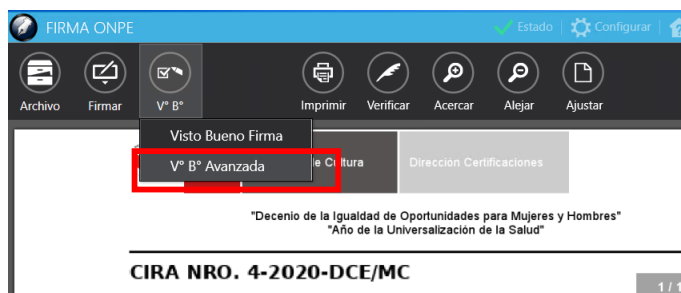 FIRMA ONPE
Estado
Configurar
Archivo
Firmar
V° B°
Imprimir
Verificar
Acercar
Alejar
Ajustar
Visto Bueno Firma
V° B° Avanzada
de Cultura
Dirección Certificaciones
"Decenio de la Igualdad de Oportunidades para Mujeres y Hombres"
"Año de la Universalización de la Salud"
CIRA NRO. 4-2020-DCE/MC
1 / 1